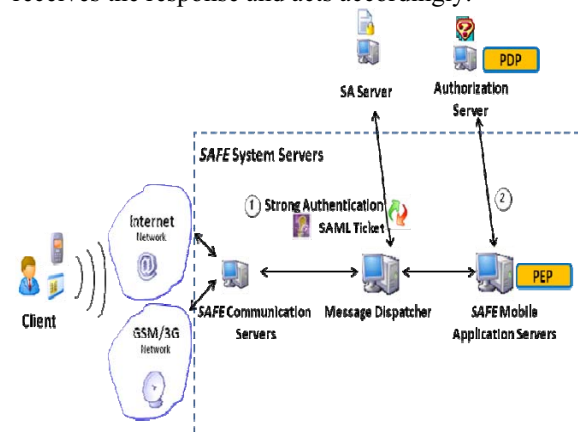 receives the response and acts accordingly.
SA Server
PDP
Authorization
Server
SAFE System Servers
1 Strong Authentication
SAML Ticket
2
Internet
Network
@
Client
GSM/3G
Network
SAFE Communication
Servers
Message Dispatcher
PEP
SAFE Mobile
Application Servers